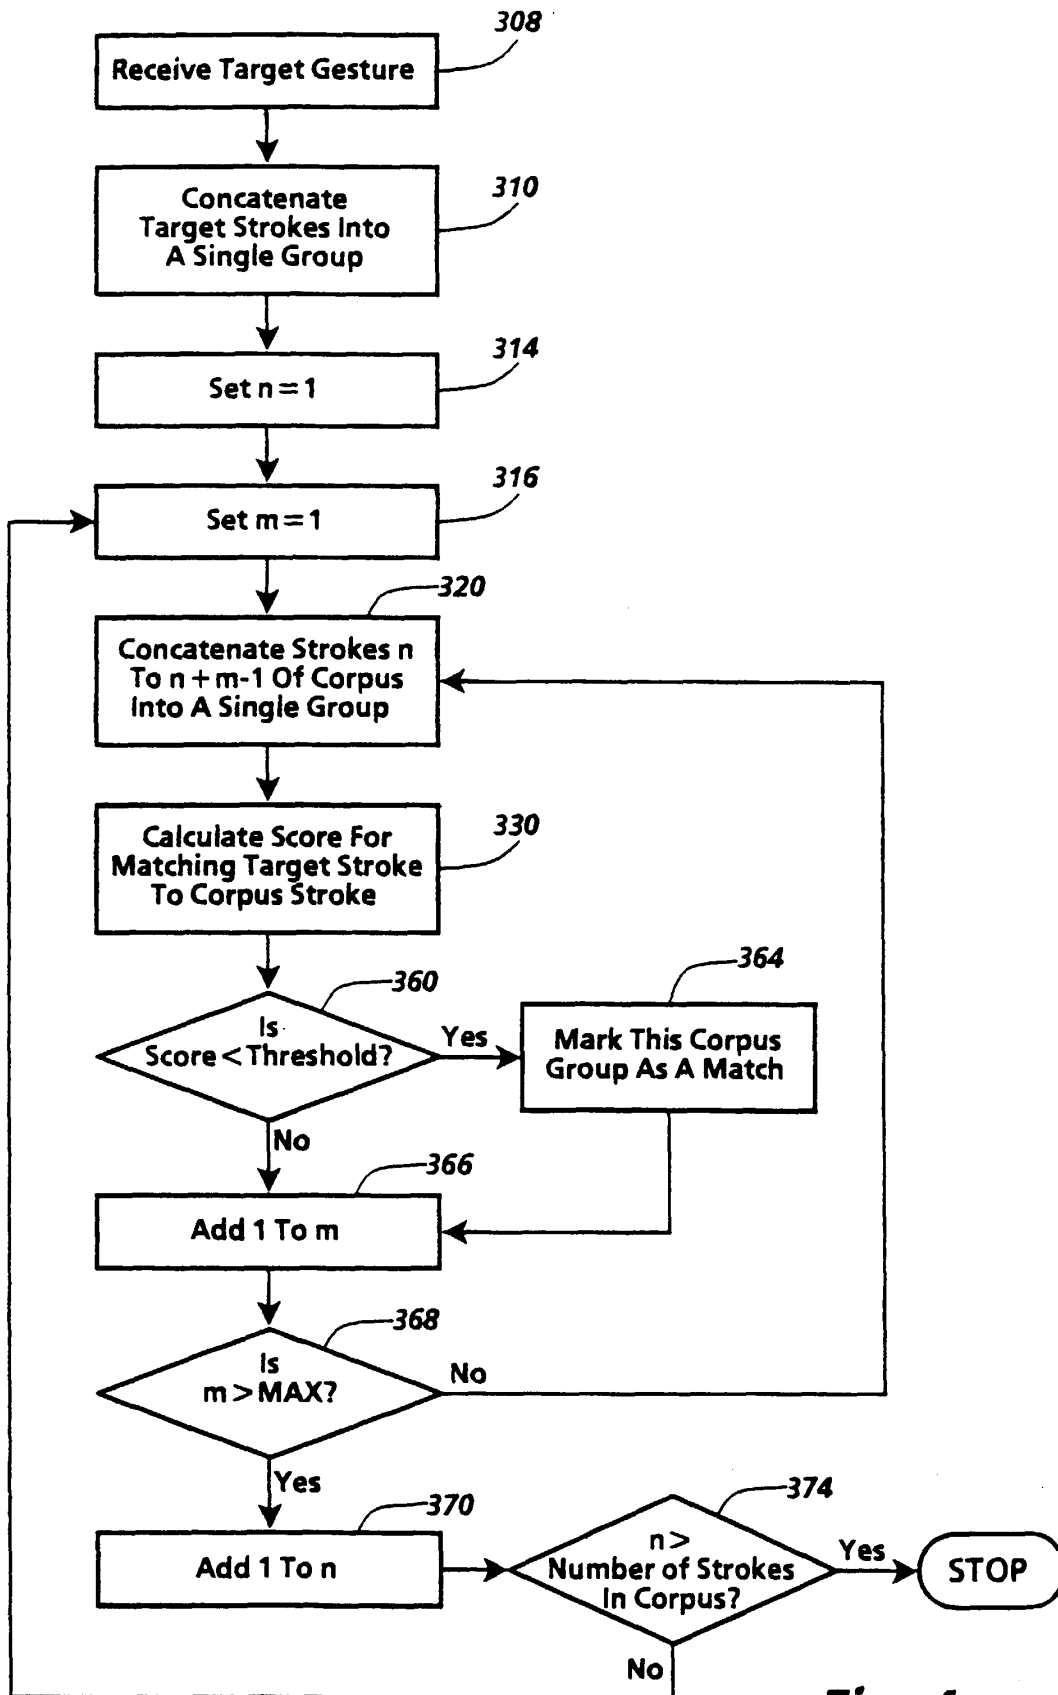 308
Receive Target Gesture
310
Concatenate
Target Strokes Into
A Single Group
314
Set n=1
316
Set m=1
320
Concatenate Strokes n
To n+m-1 Of Corpus
Into A Single Group
330
Calculate Score For
Matching Target Stroke
To Corpus Stroke
360
Is
Score<Threshold?
Yes
364
Mark This Corpus
Group As A Match
No
366
Add 1 To m
368
Is
m>MAX?
No
Yes
370
Add 1 To n
374
n>
Number of Strokes
In Corpus?
Yes
STOP
No